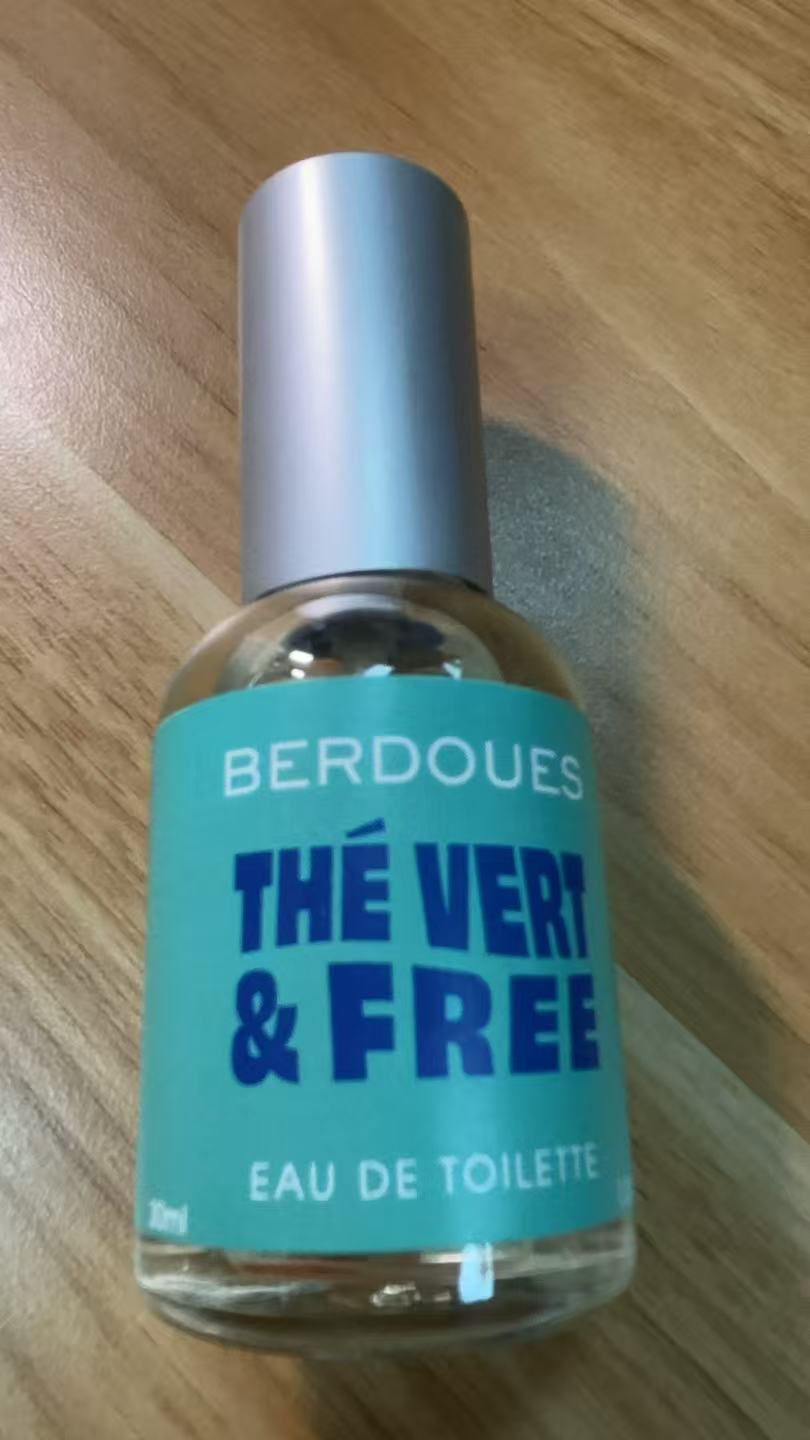 BERDOUES
THÉ VERT
& FREE
EAU DE TOILETTE
30ml